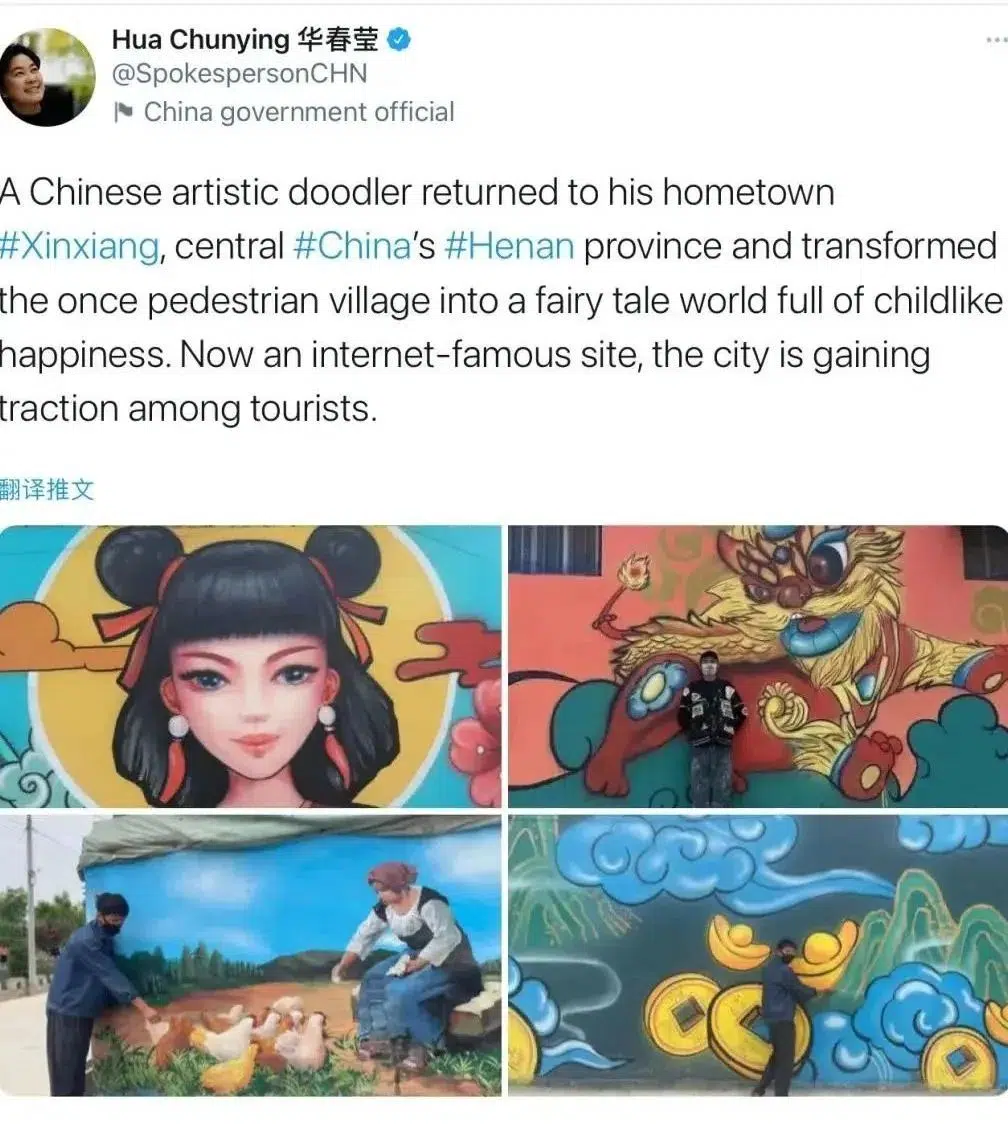 Hua Chunying 华春莹
@SpokespersonCHN
China government official
A Chinese artistic doodler returned to his hometown
#Xinxiang, central #China's #Henan province and transformed
the once pedestrian village into a fairy tale world full of childlike
happiness. Now an internet-famous site, the city is gaining
traction among tourists.
翻译推文